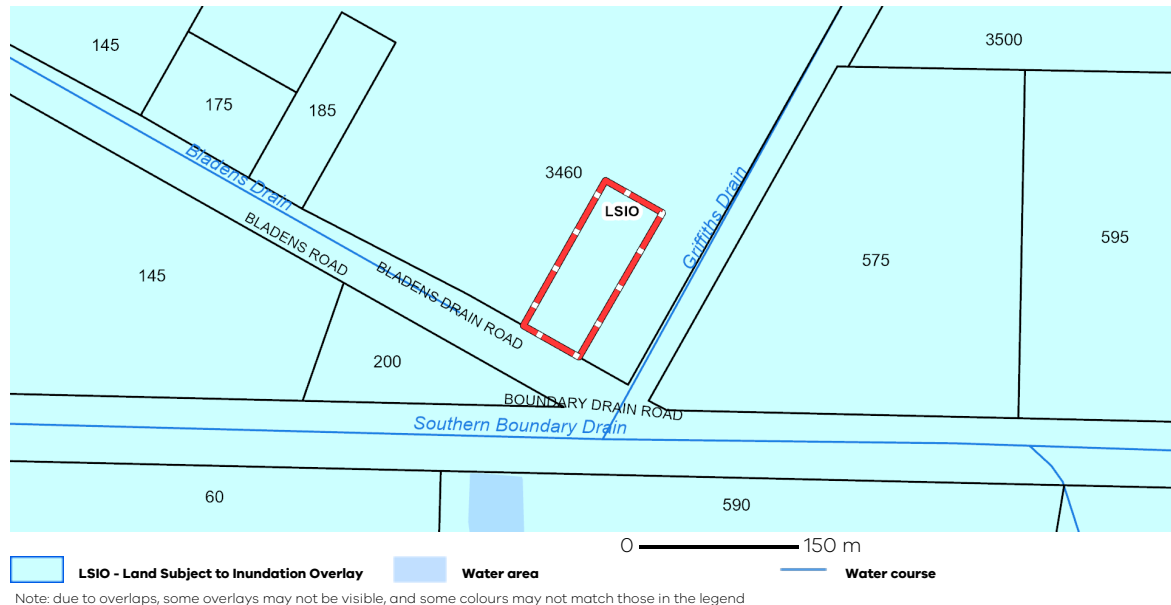 145
3500
175
185
Bladens Drain
3460
LSIO
Griffiths Drain
BLADENS ROAD
595
575
145
BLADENS DRAIN ROAD
200
BOUNDARY DRAIN ROAD
Southern Boundary Drain
60
590
0 150 m
LSIO - Land Subject to Inundation Overlay
Water area
Water course
Note: due to overlaps, some overlays may not be visible, and some colours may not match those in the legend